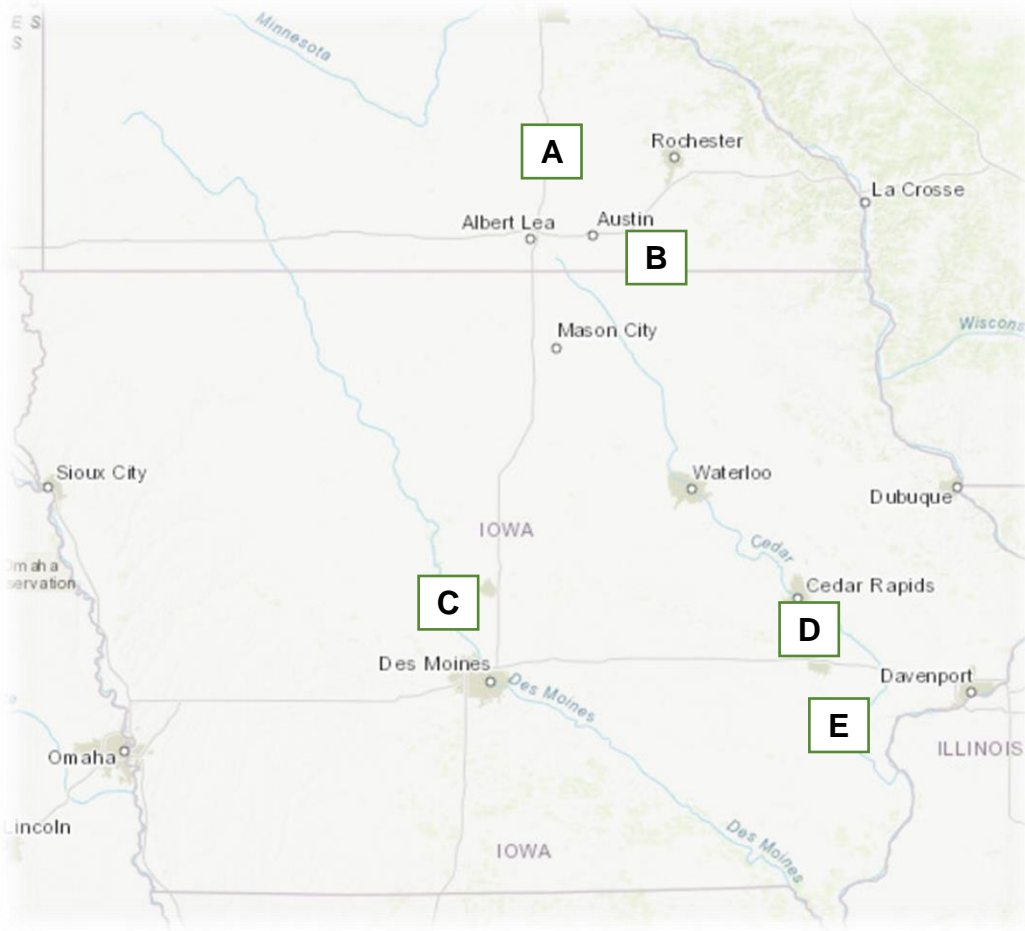 E S
S
Minnesota
A
Rochester
La Crosse
Albert Lea
Austin
B
Mason City
Wiscons
Sioux City
Waterloo
Dubuque
IOWA
Cedar
maha
servation
C
Cedar Rapids
D
Des Moines
Des Moines
Davenport
E
Omaha
ILLINOIS
Lincoln
IOWA
Des Moines